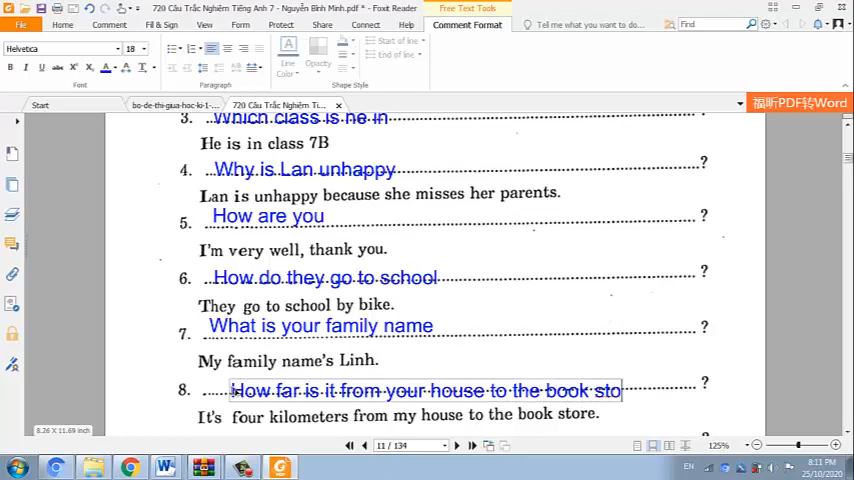 720 Câu Trắc Nghiệm Tiếng Anh 7 - Nguyễn Bình Minh.pdf * - Foxit Reader
Free Text Tools
File
Home
Comment
Fill & Sign
View
Form
Protect
Share
Connect
Help
Comment Format
Tell me what you want to do...
Find
Helvetica
18
B I U abc X² X₂ A T
Font
Paragraph
Line Color
Opacity
Start of line
End of line
Shape Style
Start
bo-de-thi-giua-hoc-ki-1-...
720 Câu Trắc Nghiệm Ti...
福昕PDF转Word
3. Which class is he in
He is in class 7B
4. Why is Lan unhappy ?
Lan is unhappy because she misses her parents.
5. How are you ?
I'm very well, thank you.
6. How do they go to school ?
They go to school by bike.
7. What is your family name ?
My family name's Linh.
8. How far is it from your house to the book sto ?
It's four kilometers from my house to the book store.
8.26 x 11.69 inch
11 / 134
125%
EN
8:11 PM
25/10/2020